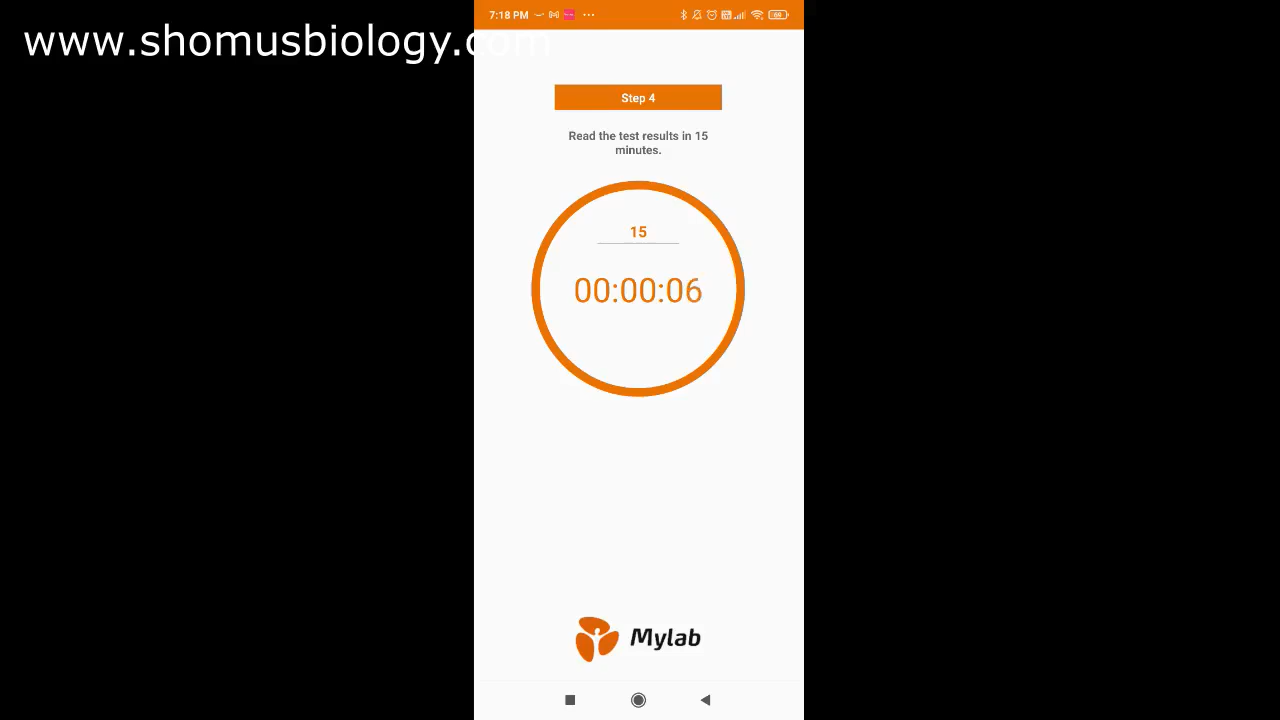 7:18 PM
69
www.shomusbiology.com
Step 4
Read the test results in 15
minutes.
15
00:00:06
Mylab